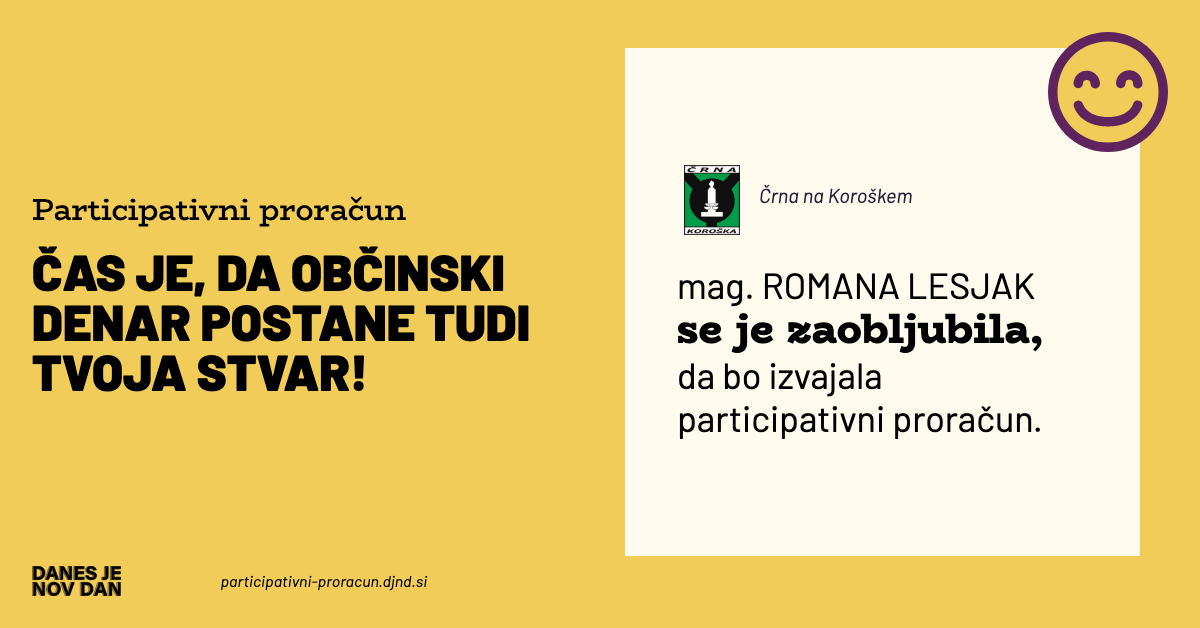 Participativni proračun
ČAS JE, DA OBČINSKI
DENAR POSTANE TUDI
TVOJA STVAR!
DANES JE
NOV DAN
participativni-proracun.djnd.si
ČRNA
KOROŠKA
Črna na Koroškem
mag. ROMANA LESJAK
se je zaobljubila,
da bo izvajala
participativni proračun.